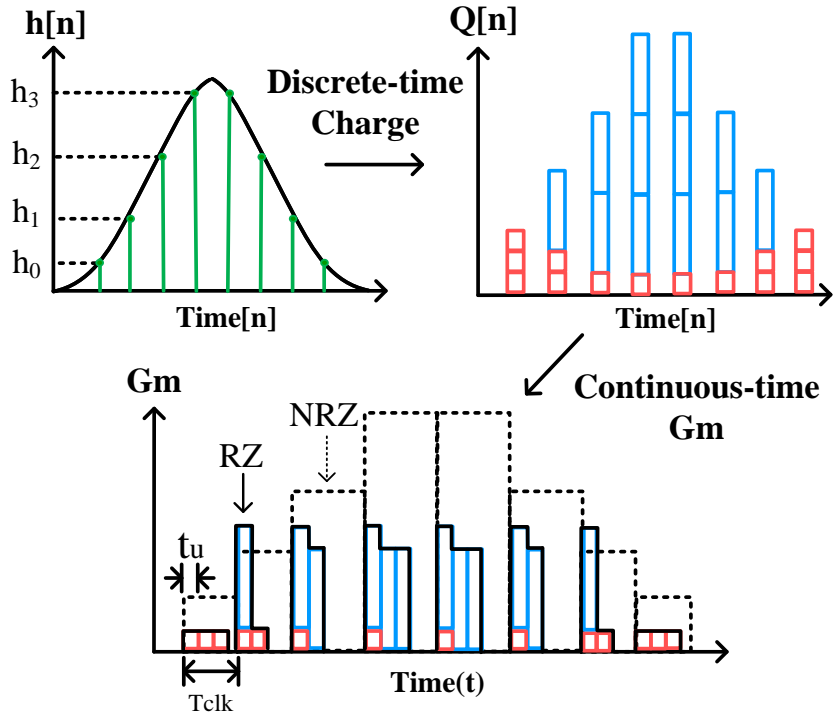 h[n]
h₃
h₂
h₁
h₀
Time[n]
Discrete-time
Charge
Q[n]
Time[n]
Continuous-time
Gm
Gm
NRZ
RZ
tu
Tclk
Time(t)